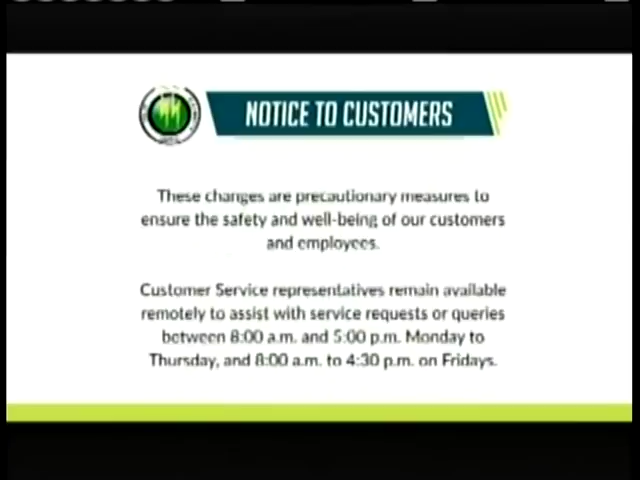 NOTICE TO CUSTOMERS
These changes are precautionary measures to
ensure the safety and well-being of our customers
and employees.
Customer Service representatives remain available
remotely to assist with service requests or queries
between 8:00 a.m. and 5:00 p.m. Monday to
Thursday, and 8:00 a.m. to 4:30 p.m. on Fridays.